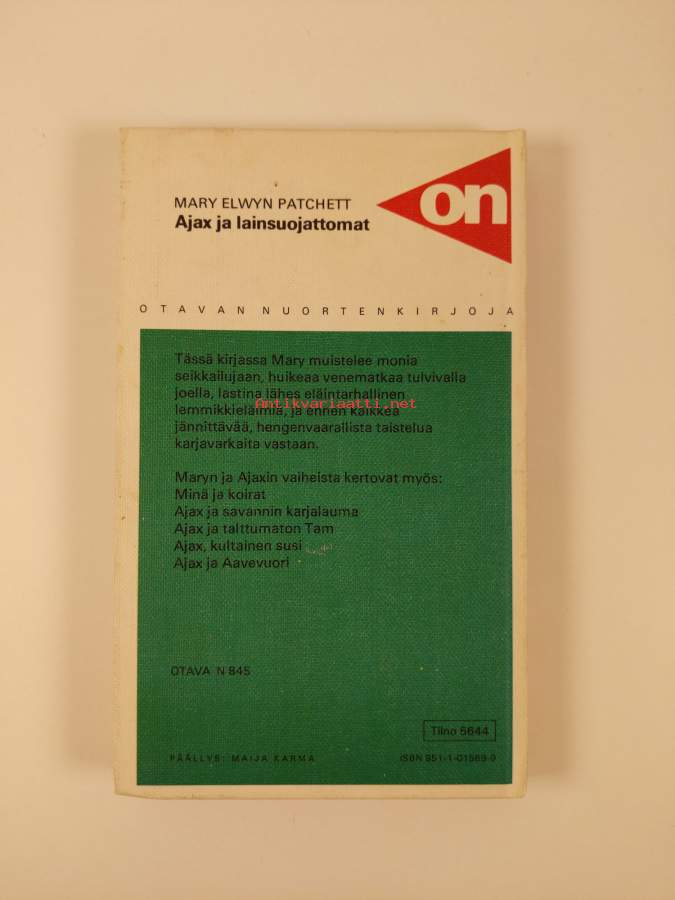 MARY ELWYN PATCHETT
Ajax ja lainsuojattomat
on
OTAVAN NUORTENKIRJOJA
Tässä kirjassa Mary muistelee monia
seikkailujaan, huikeaa venematkaa tulvivalla
joella, lastina lähes eläintarhallinen
Antikvariaatti.net
lemmikkieläimiä, ja ennen kaikkea
jännittävää, hengenvaarallista taistelua
karjavarkaita vastaan.
Maryn ja Ajaxin vaiheista kertovat myös:
Minä ja koirat
Ajax ja savannin karjalauma
Ajax ja talttumaton Tam
Ajax, kultainen susi
Ajax ja Aavevuori
OTAVA N 845
Tilno 5644
PÄÄLLYS: MAIJA KARMA
ISBN 951-1-01569-9